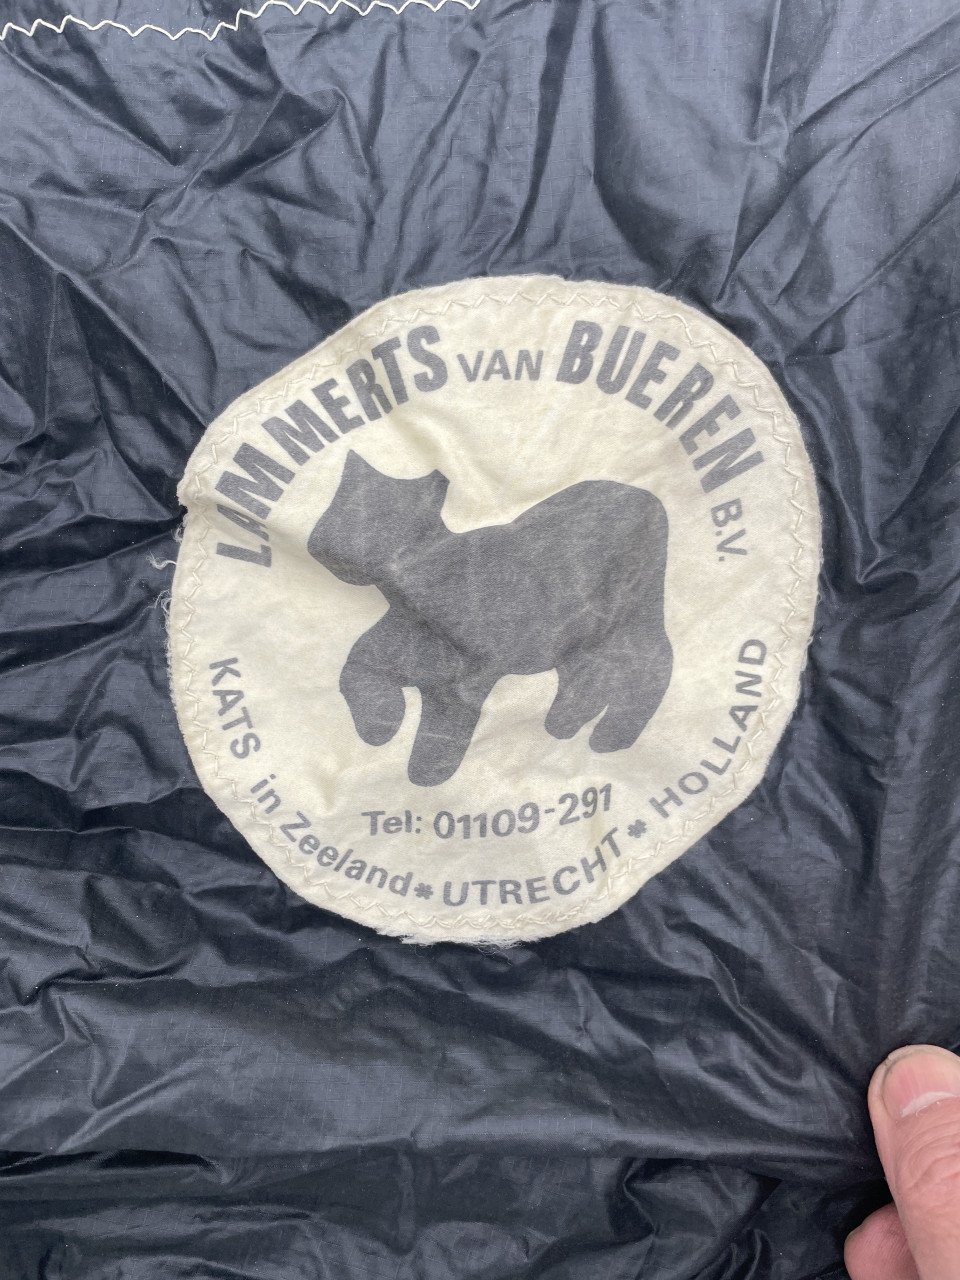 LAMMERTS VAN BUEREN B.V.
Tel: 01109-291
KATS in Zeeland * UTRECHT * HOLLAND